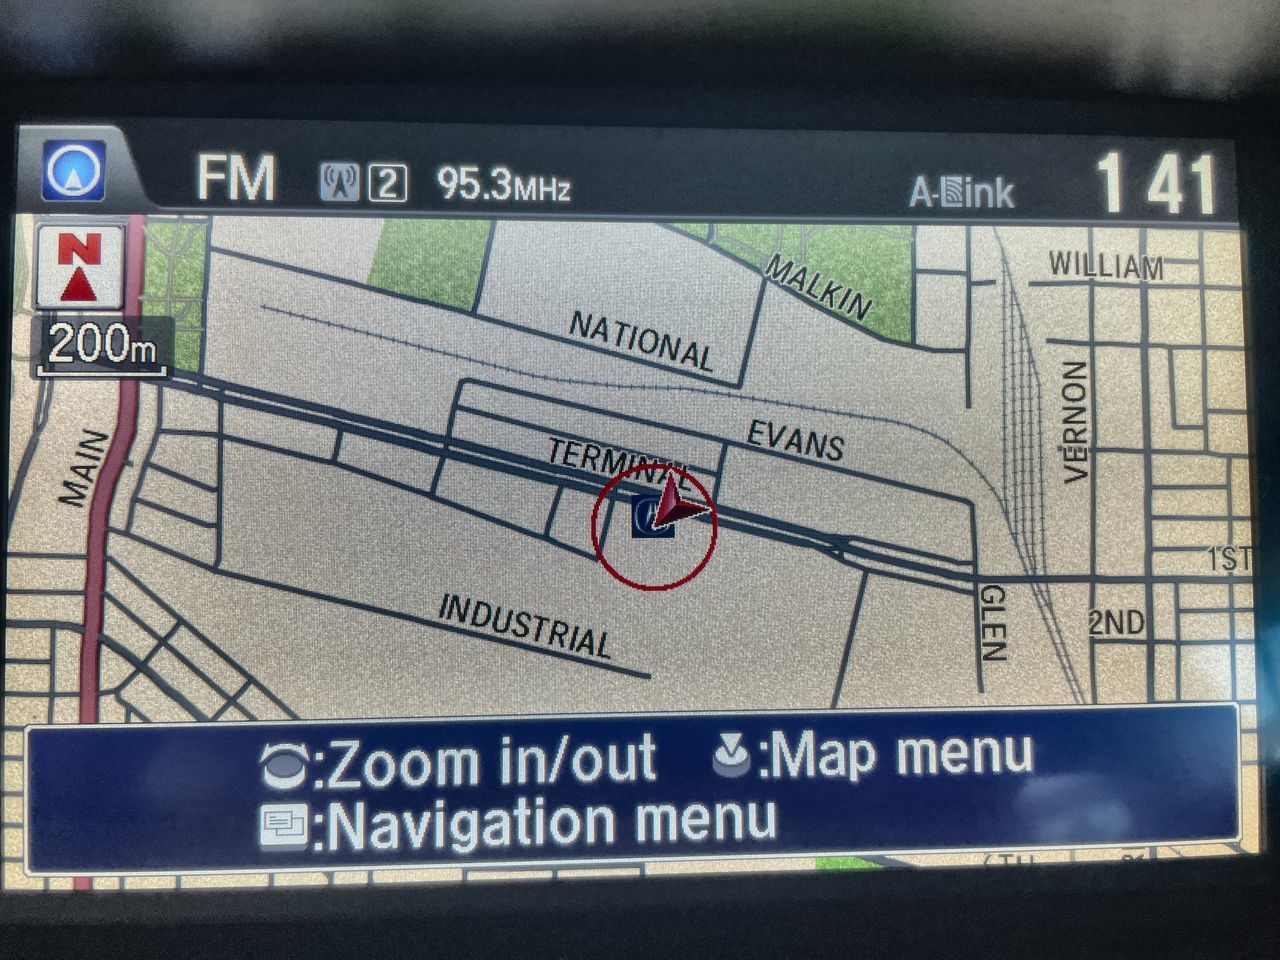 FM 2 95.3MHz A-Link 1 41
N
200m
WILLIAM
MALKIN
NATIONAL
VERNON
EVANS
MAIN
TERMINAL
1ST
INDUSTRIAL
GLEN
2ND
:Zoom in/out :Map menu
:Navigation menu